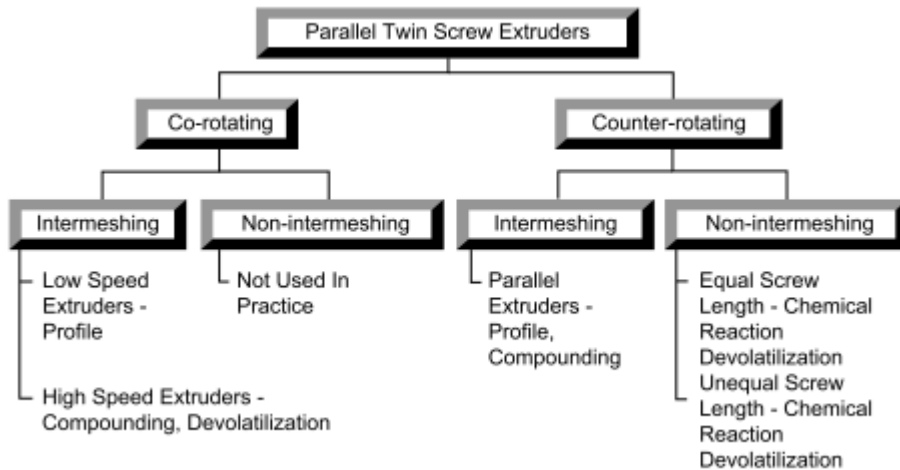 Parallel Twin Screw Extruders
Co-rotating
Counter-rotating
Intermeshing
Non-intermeshing
Intermeshing
Non-intermeshing
Low Speed
Extruders -
Profile
High Speed Extruders -
Compounding, Devolatilization
Not Used In
Practice
Parallel
Extruders -
Profile,
Compounding
Equal Screw
Length - Chemical
Reaction
Devolatilization
Unequal Screw
Length - Chemical
Reaction
Devolatilization